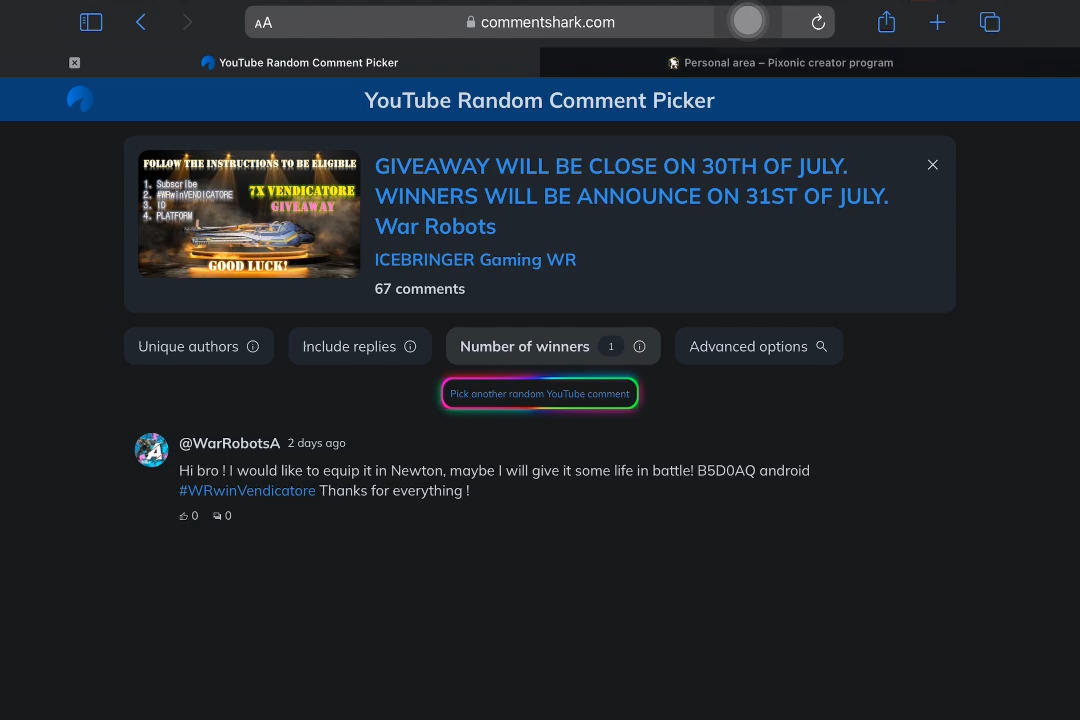 AA
commentshark.com
YouTube Random Comment Picker
Personal area – Pixonic creator program
YouTube Random Comment Picker
FOLLOW THE INSTRUCTIONS TO BE ELIGIBLE
1. Subscribe
2. #WRwinVENDICATORE
3. ID
4. PLATFORM
7X VENDICATORE
GIVEAWAY
GOOD LUCK!
GIVEAWAY WILL BE CLOSE ON 30TH OF JULY.
WINNERS WILL BE ANNOUNCE ON 31ST OF JULY.
War Robots
ICEBRINGER Gaming WR
67 comments
Unique authors
Include replies
Number of winners 1
Advanced options
Pick another random YouTube comment
@WarRobotsA 2 days ago
Hi bro ! I would like to equip it in Newton, maybe I will give it some life in battle! B5D0AQ android
#WRwinVendicatore Thanks for everything !
0 0